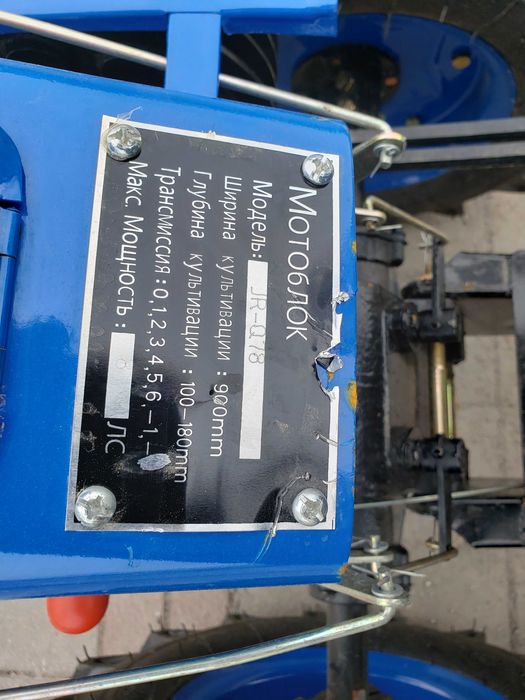 Мотоблок
Модель: JR-Q78
Ширина культивации: 900mm
Глубина культивации: 100-180mm
Трансмиссия: 0,1,2,3,4,5,6,-1,-
Макс. Мощность: ЛС